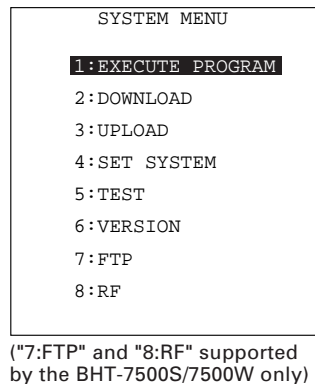 SYSTEM MENU
1:EXECUTE PROGRAM
2:DOWNLOAD
3:UPLOAD
4:SET SYSTEM
5:TEST
6:VERSION
7:FTP
8:RF
("7:FTP" and "8:RF" supported
by the BHT-7500S/7500W only)